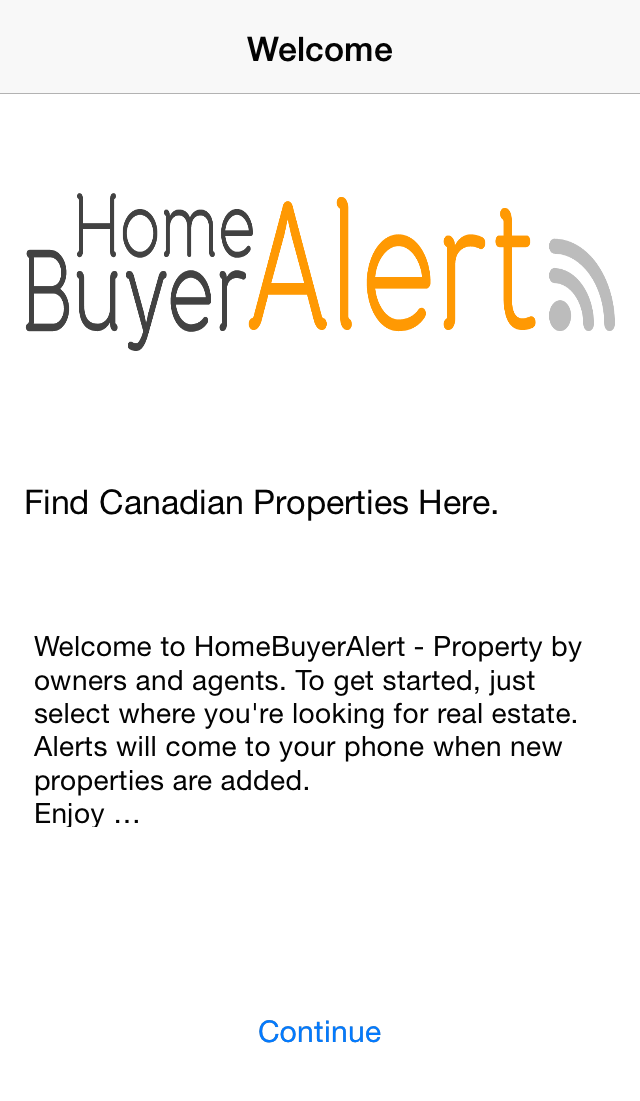 Welcome
Home
BuyerAlert
Find Canadian Properties Here.
Welcome to HomeBuyerAlert - Property by
owners and agents. To get started, just
select where you're looking for real estate.
Alerts will come to your phone when new
properties are added.
Enjoy ...
Continue